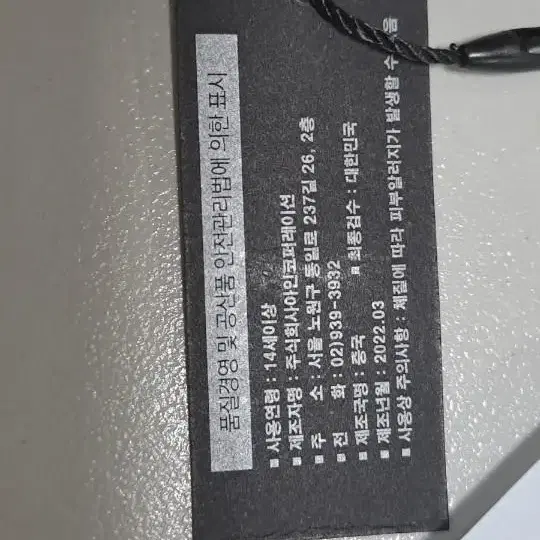 품질경영 및 공산품 안전관리법에 의한 표시
■ 사용연령 : 14세이상
■ 제조자명 : 주식회사아인코퍼레이션
■ 주 소 : 서울 노원구 동일로 237길 26, 2층
■ 전 화 : 02)939-3932
■ 제조국명 : 중국 ■ 최종검수 : 대한민국
■ 제조년월 : 2022.03
■ 사용상 주의사항 : 체질에 따라 피부알러지가 발생할 수 있음